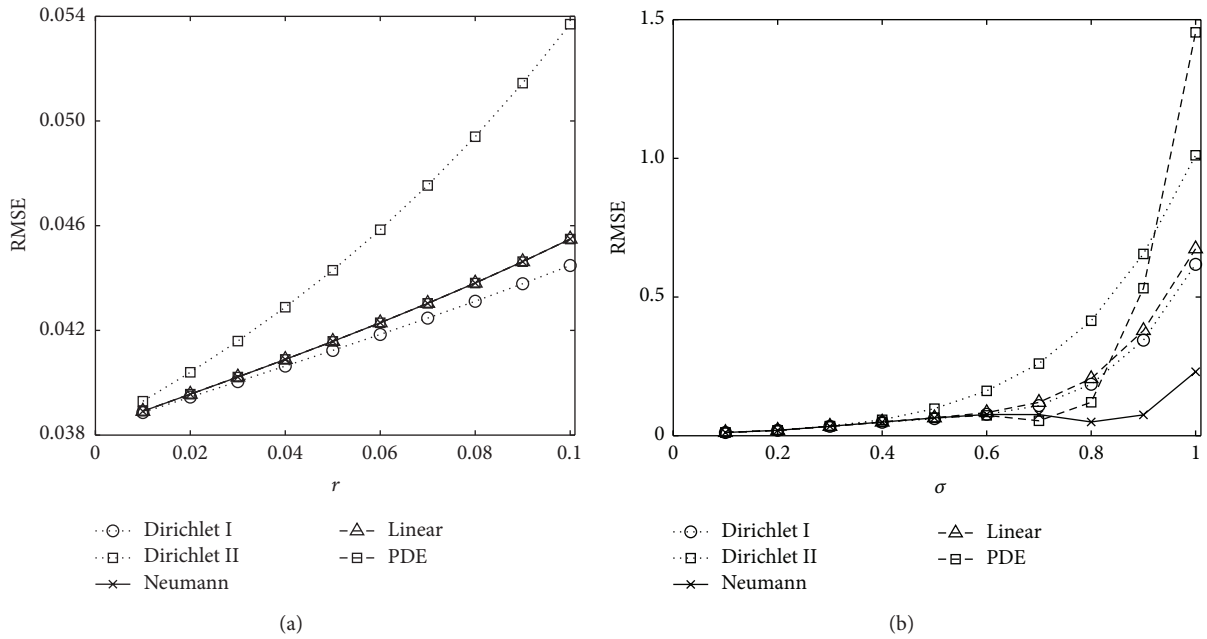 0.054
0.050
0.046
0.042
0.038
RMSE
0
0.02
0.04
0.06
0.08
0.1
r
Dirichlet I
Dirichlet II
Neumann
Linear
PDE
(a)
1.5
1.0
0.5
0
RMSE
0
0.2
0.4
0.6
0.8
1
σ
Dirichlet I
Dirichlet II
Neumann
Linear
PDE
(b)